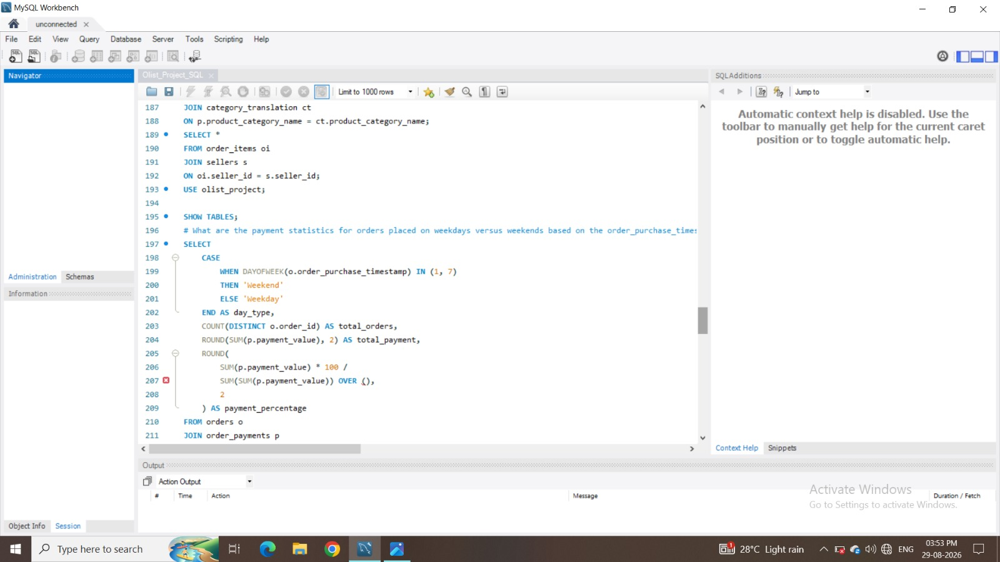 MySQL Workbench
unconnected
File Edit View Query Database Server Tools Scripting Help
Navigator
Administration Schemas
Information
Object Info Session
Olist_Project_SQL
Limit to 1000 rows
187 JOIN category_translation ct
188 ON p.product_category_name = ct.product_category_name;
189 SELECT *
190 FROM order_items oi
191 JOIN sellers s
192 ON oi.seller_id = s.seller_id;
193 USE olist_project;
194
195 SHOW TABLES;
196 # What are the payment statistics for orders placed on weekdays versus weekends based on the order_purchase_times
197 SELECT
198 CASE
199 WHEN DAYOFWEEK(o.order_purchase_timestamp) IN (1, 7)
200 THEN 'Weekend'
201 ELSE 'Weekday'
202 END AS day_type,
203 COUNT(DISTINCT o.order_id) AS total_orders,
204 ROUND(SUM(p.payment_value), 2) AS total_payment,
205 ROUND(
206 SUM(p.payment_value) * 100 /
207 SUM(SUM(p.payment_value)) OVER (),
208 2
209 ) AS payment_percentage
210 FROM orders o
211 JOIN order_payments p
SQLAdditions
Jump to
Automatic context help is disabled. Use the
toolbar to manually get help for the current caret
position or to toggle automatic help.
Context Help Snippets
Output
Action Output
# Time Action Message Duration / Fetch
Activate Windows
Go to Settings to activate Windows.
Type here to search
28°C Light rain
ENG
03:53 PM
29-08-2026